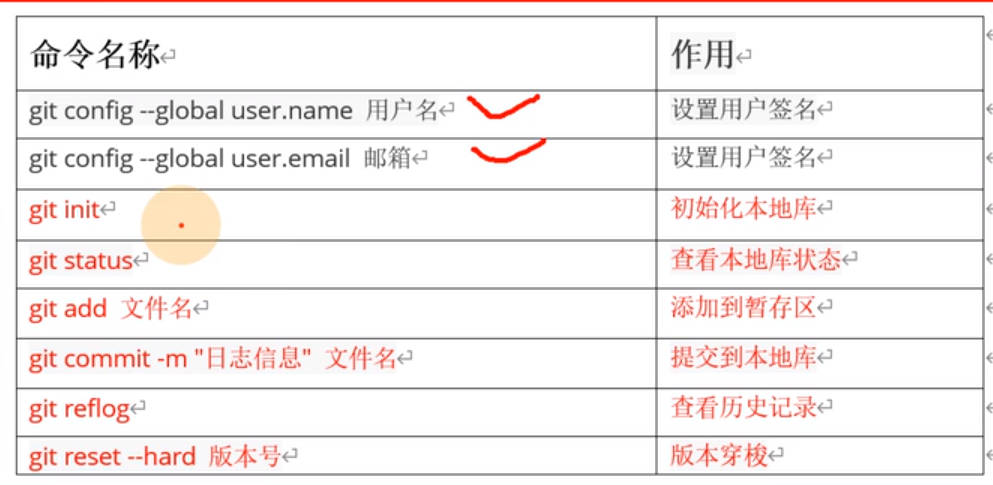 命令名称 作用
git config --global user.name 用户名 设置用户签名
git config --global user.email 邮箱 设置用户签名
git init 初始化本地库
git status 查看本地库状态
git add 文件名 添加到暂存区
git commit -m "日志信息" 文件名 提交到本地库
git reflog 查看历史记录
git reset --hard 版本号 版本穿梭